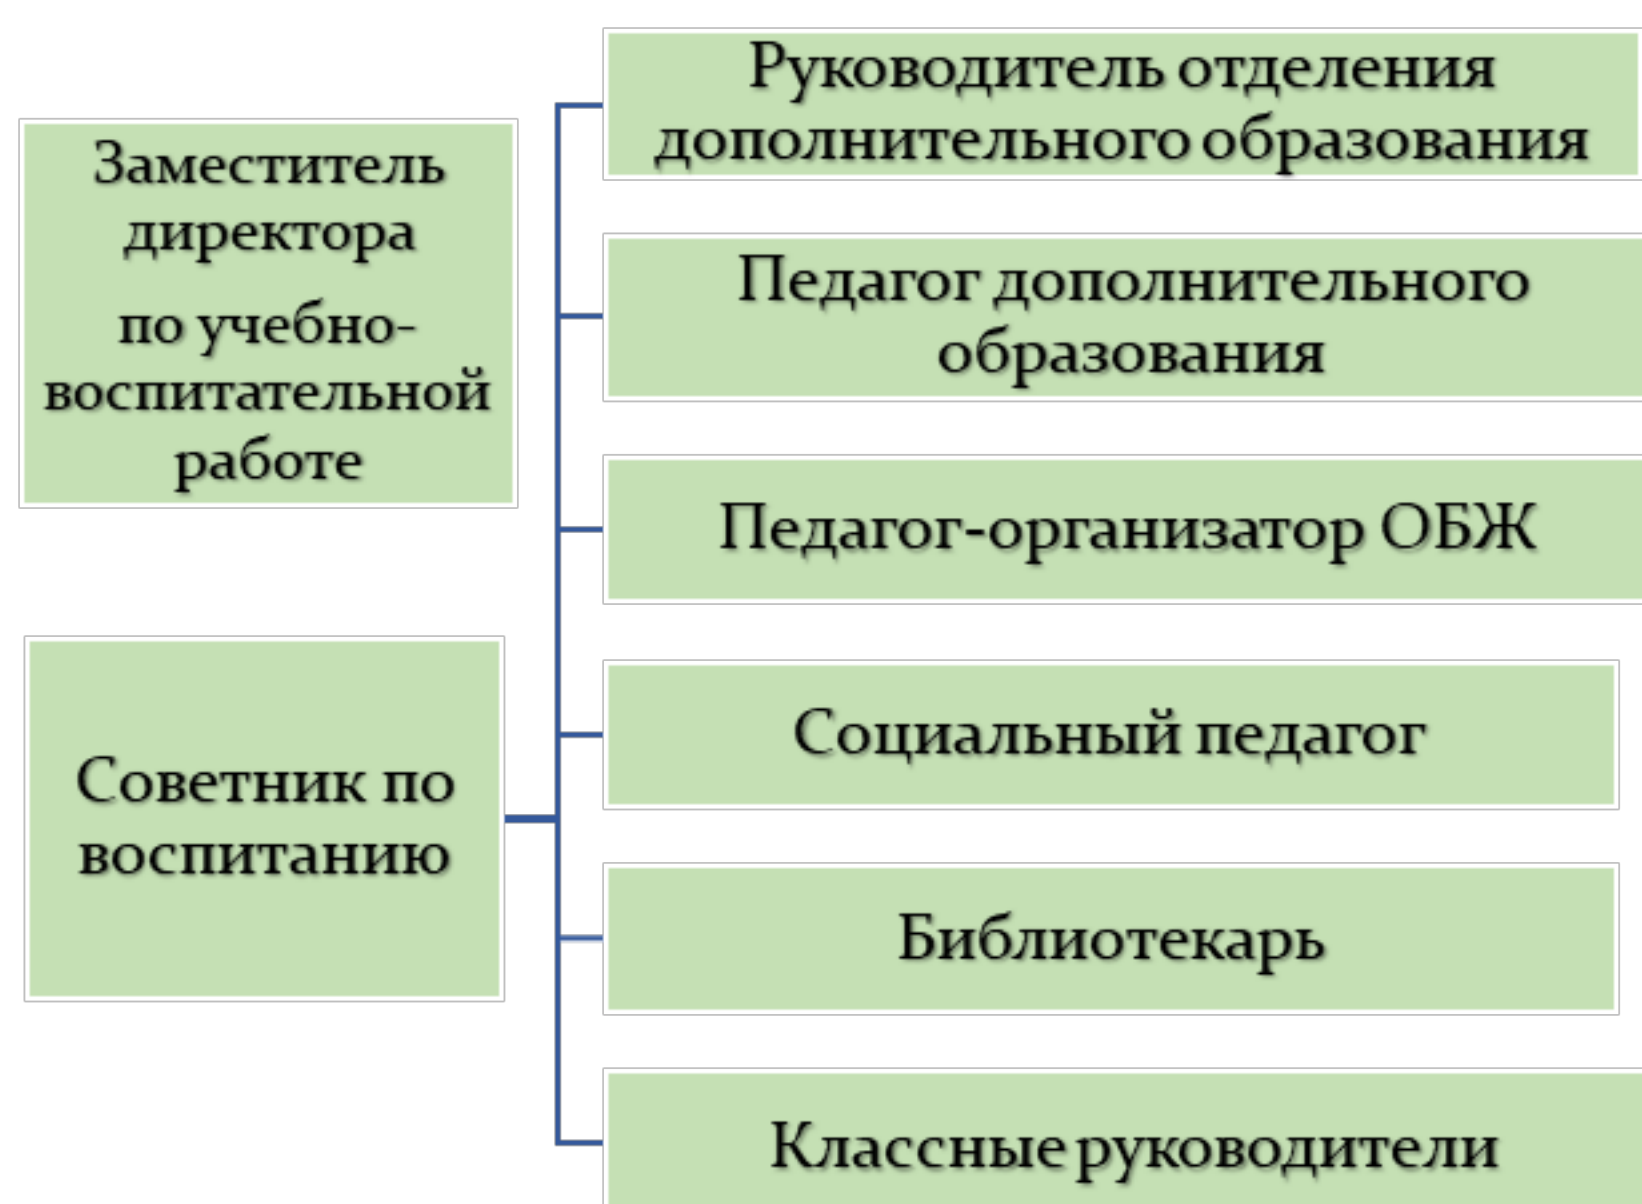 Заместитель
директора
по учебно-
воспитательной
работе
Советник по
воспитанию
Руководитель отделения
дополнительного образования
Педагог дополнительного
образования
Педагог-организатор ОБЖ
Социальный педагог
Библиотекарь
Классные руководители